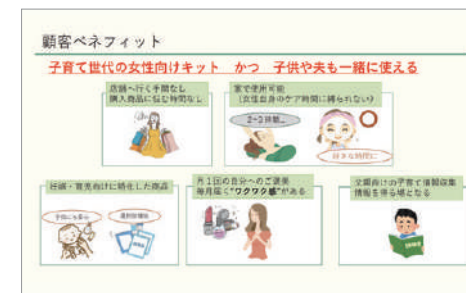 顧客ベネフィット
子育て世代の女性向けキット かつ 子供や夫も一緒に使える
店舗へ行く手間なし
購入商品に悩む時間なし
家で使用可能
(女性自身のケア時間に縛られない)
好きな時間に
妊娠・育児向けに特化した商品
子供にも安心
月1回の自分へのご褒美
毎月届く"ワクワク感"がある
父親向けの子育て情報収集
情報を得る場となる